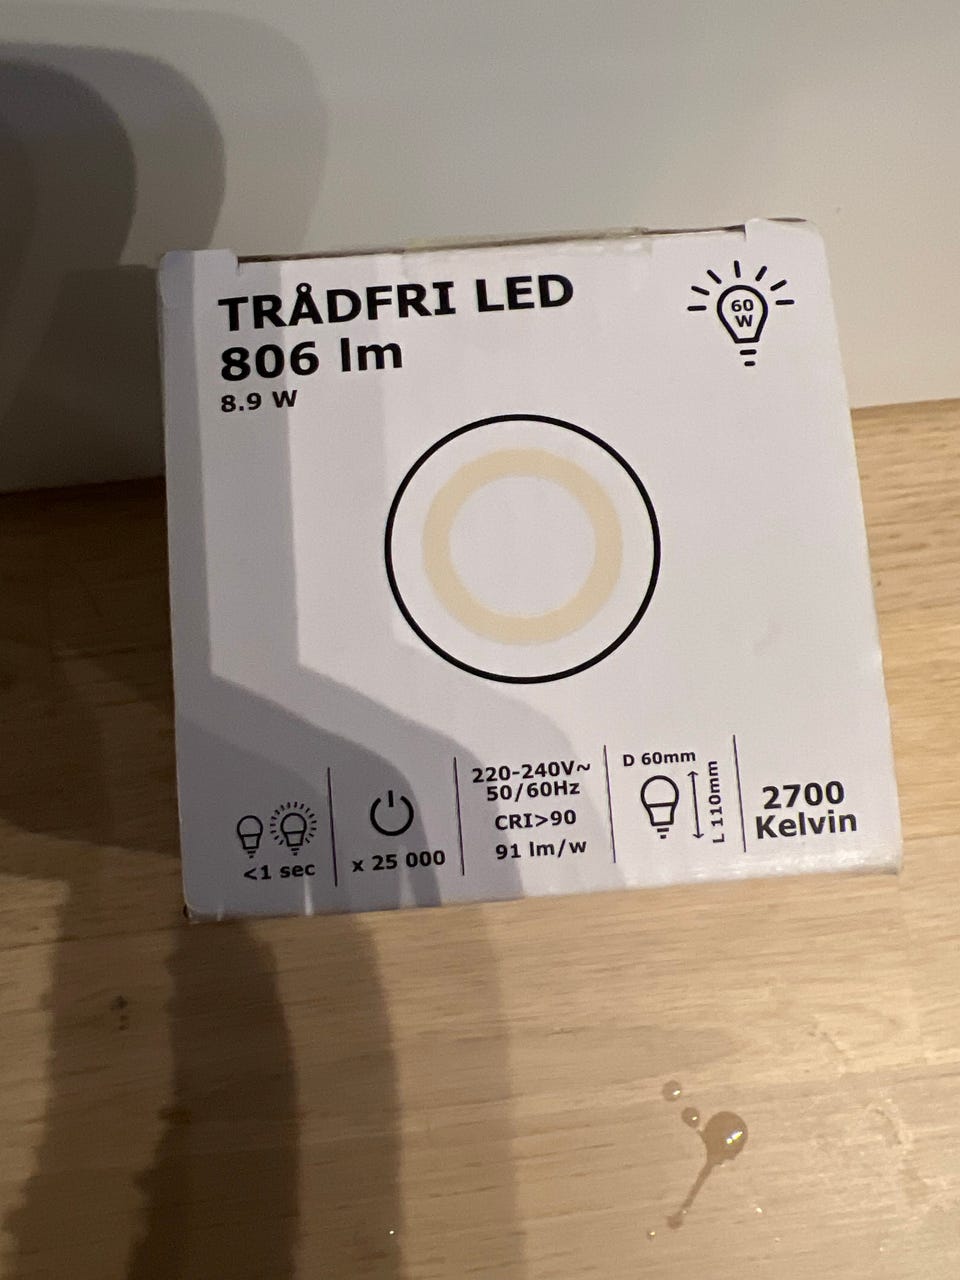 TRÅDFRI LED
806 lm
8.9 W
60
W
<1 sec
x 25 000
220-240V~
50/60Hz
CRI>90
91 lm/w
D 60mm
L 110mm
2700
Kelvin